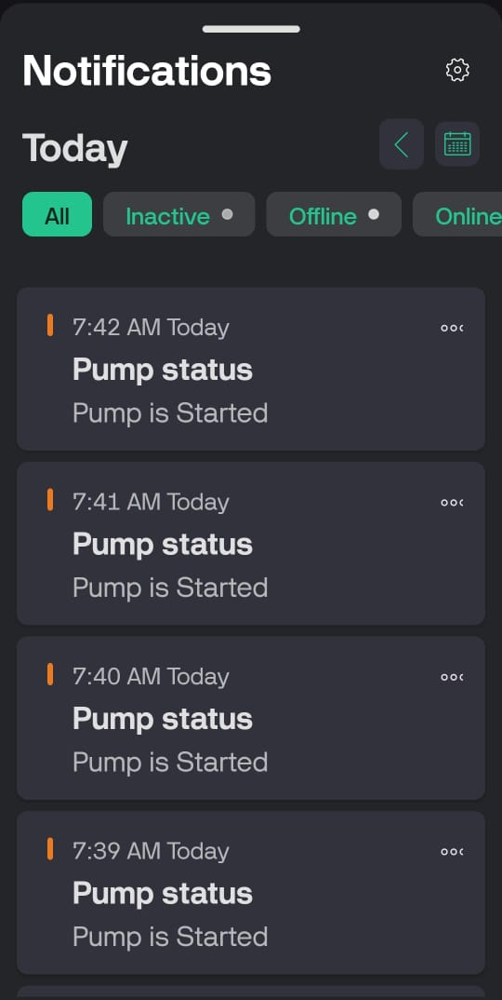 Notifications
Today
All
Inactive
Offline
Online
7:42 AM Today
Pump status
Pump is Started
7:41 AM Today
Pump status
Pump is Started
7:40 AM Today
Pump status
Pump is Started
7:39 AM Today
Pump status
Pump is Started